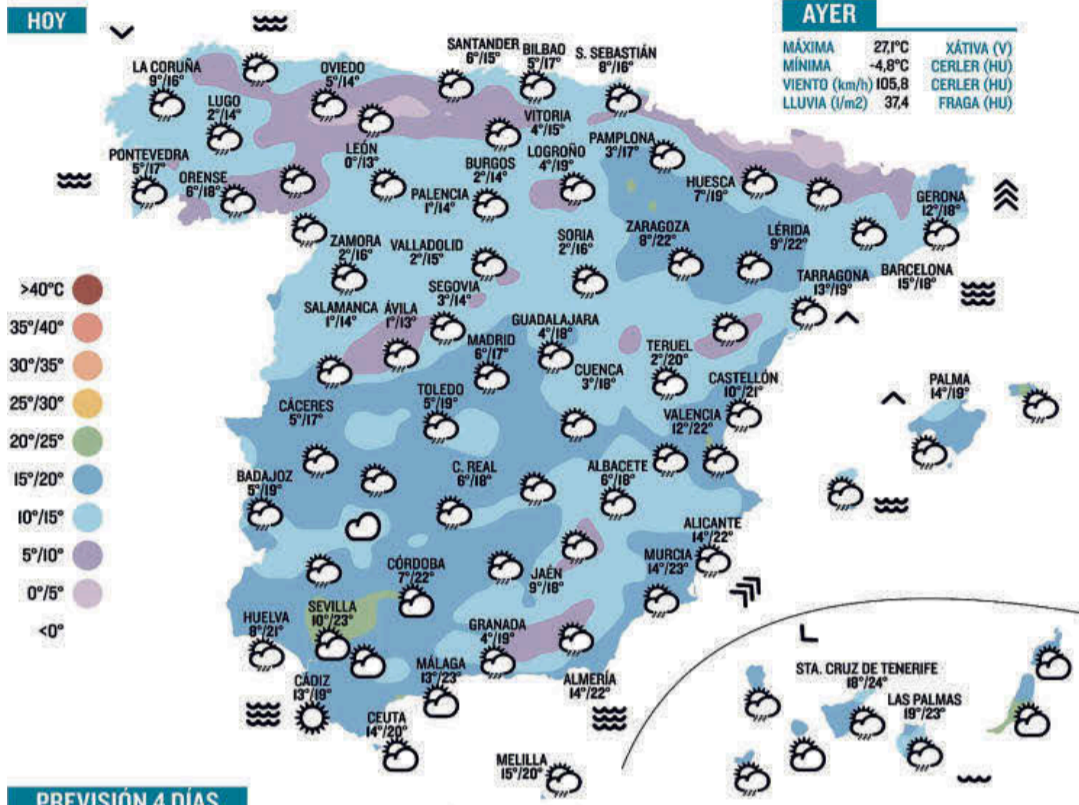 HOY
AYER
MÁXIMA 27,1°C XÁTIVA (V)
MÍNIMA -4,8°C CERLER (HU)
VIENTO (km/h) 105,8 CERLER (HU)
LLUVIA (l/m2) 37,4 FRAGA (HU)
LA CORUÑA
9°/16°
LUGO
2°/14°
OVIEDO
5°/14°
SANTANDER
6°/15°
BILBAO
5°/17°
S. SEBASTIÁN
8°/16°
VITORIA
4°/15°
PAMPLONA
3°/17°
PONTEVEDRA
5°/17°
ORENSE
6°/18°
LEÓN
0°/13°
BURGOS
2°/14°
LOGROÑO
4°/19°
PALENCIA
1°/14°
HUESCA
7°/19°
GERONA
12°/18°
ZAMORA
2°/16°
VALLADOLID
2°/15°
SORIA
2°/16°
ZARAGOZA
8°/22°
LÉRIDA
9°/22°
BARCELONA
15°/18°
TARRAGONA
13°/19°
SEGOVIA
3°/14°
SALAMANCA
1°/14°
ÁVILA
1°/13°
MADRID
6°/17°
GUADALAJARA
4°/18°
CUENCA
3°/18°
TERUEL
2°/20°
CASTELLÓN
10°/21°
PALMA
14°/19°
CÁCERES
5°/17°
TOLEDO
5°/19°
VALENCIA
12°/22°
BADAJOZ
5°/19°
C. REAL
6°/18°
ALBACETE
6°/18°
ALICANTE
14°/22°
CÓRDOBA
7°/22°
JAÉN
9°/18°
MURCIA
14°/23°
HUELVA
8°/21°
SEVILLA
10°/23°
GRANADA
4°/19°
CÁDIZ
13°/19°
MÁLAGA
13°/23°
ALMERÍA
14°/22°
CEUTA
14°/20°
MELILLA
15°/20°
STA. CRUZ DE TENERIFE
18°/24°
LAS PALMAS
19°/23°
>40°C
35°/40°
30°/35°
25°/30°
20°/25°
15°/20°
10°/15°
5°/10°
0°/5°
<0°
PREVISIÓN 4 DÍAS